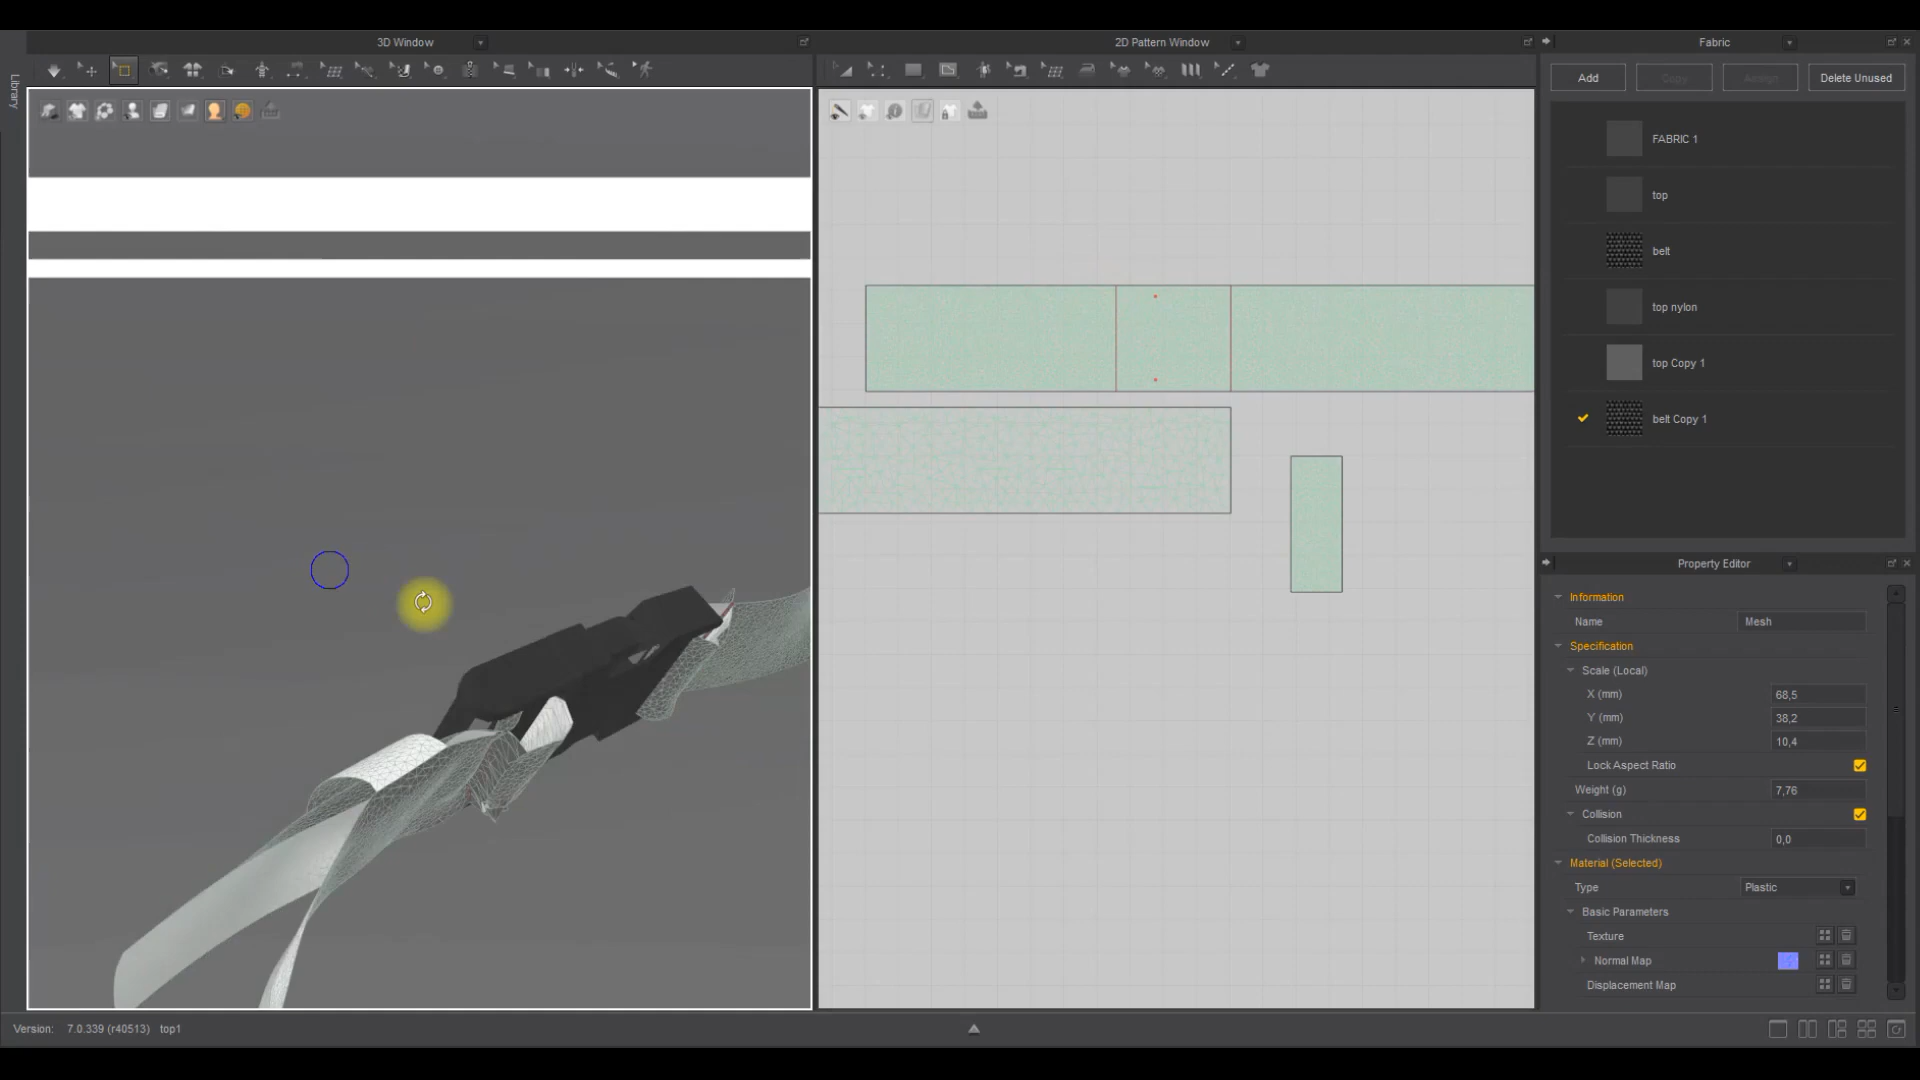 3D Window
2D Pattern Window
Fabric
Library
Add
Copy
Assign
Delete Unused
FABRIC 1
top
belt
top nylon
top Copy 1
belt Copy 1
Property Editor
Information
Name
Mesh
Specification
Scale (Local)
X (mm)
68,5
Y (mm)
38,2
Z (mm)
10,4
Lock Aspect Ratio
Weight (g)
7,76
Collision
Collision Thickness
0,0
Material (Selected)
Type
Plastic
Basic Parameters
Texture
Normal Map
Displacement Map
Version: 7.0.339 (r40513) top1